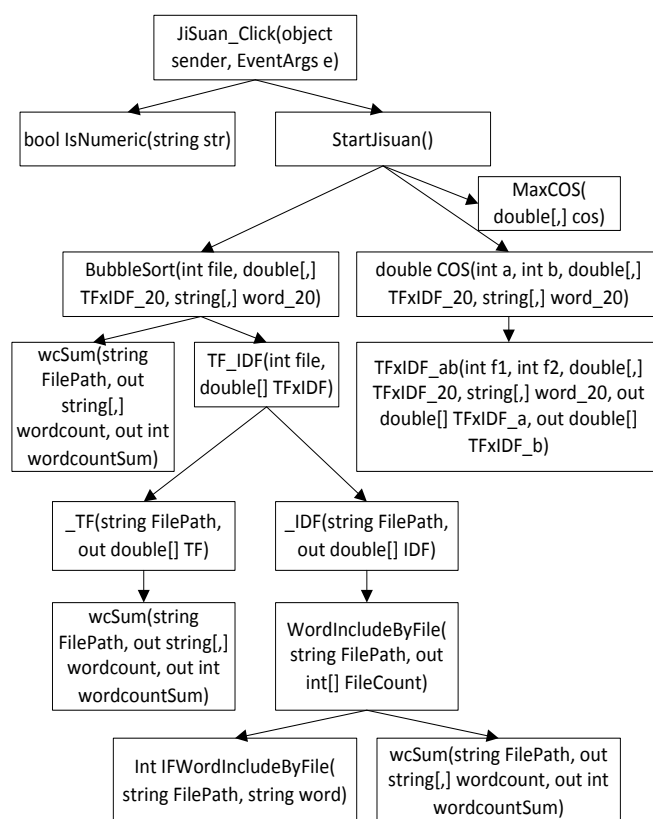 JiSuan_Click(object
sender, EventArgs e)
bool IsNumeric(string str)
StartJisuan()
MaxCOS(
double[,] cos)
BubbleSort(int file, double[,]
TFxIDF_20, string[,] word_20)
double COS(int a, int b, double[,]
TFxIDF_20, string[,] word_20)
wcSum(string
FilePath, out
string[,]
wordcount, out int
wordcountSum)
TF_IDF(int file,
double[] TFxIDF)
TFxIDF_ab(int f1, int f2, double[,]
TFxIDF_20, string[,] word_20, out
double[] TFxIDF_a, out double[]
TFxIDF_b)
_TF(string FilePath,
out double[] TF)
_IDF(string FilePath,
out double[] IDF)
wcSum(string
FilePath, out string[,]
wordcount, out int
wordcountSum)
WordIncludeByFile(
string FilePath, out
int[] FileCount)
Int IFWordIncludeByFile(
string FilePath, string word)
wcSum(string FilePath, out
string[,] wordcount, out int
wordcountSum)